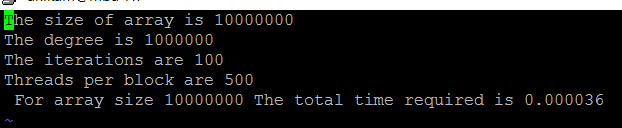 The size of array is 10000000
The degree is 1000000
The iterations are 100
Threads per block are 500
 For array size 10000000 The total time required is 0.000036
~